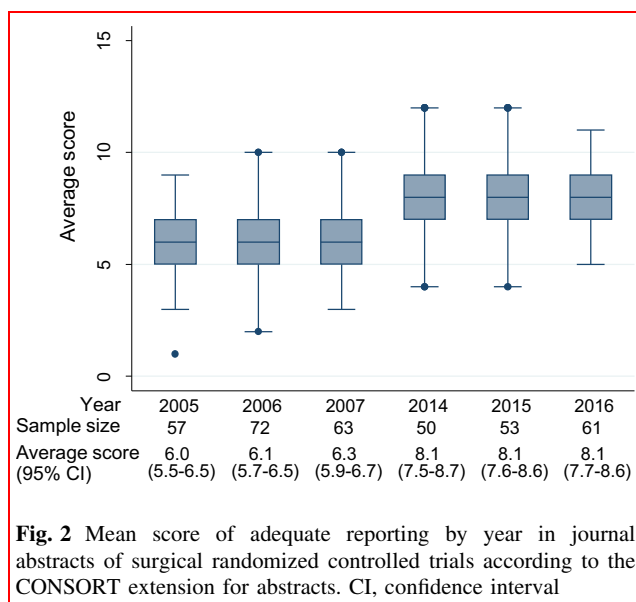 15
10
5
0
Average score
Year 2005 2006 2007 2014 2015 2016
Sample size 57 72 63 50 53 61
Average score 6.0 6.1 6.3 8.1 8.1 8.1
(95% CI) (5.5-6.5) (5.7-6.5) (5.9-6.7) (7.5-8.7) (7.6-8.6) (7.7-8.6)
Fig. 2 Mean score of adequate reporting by year in journal
abstracts of surgical randomized controlled trials according to the
CONSORT extension for abstracts. CI, confidence interval